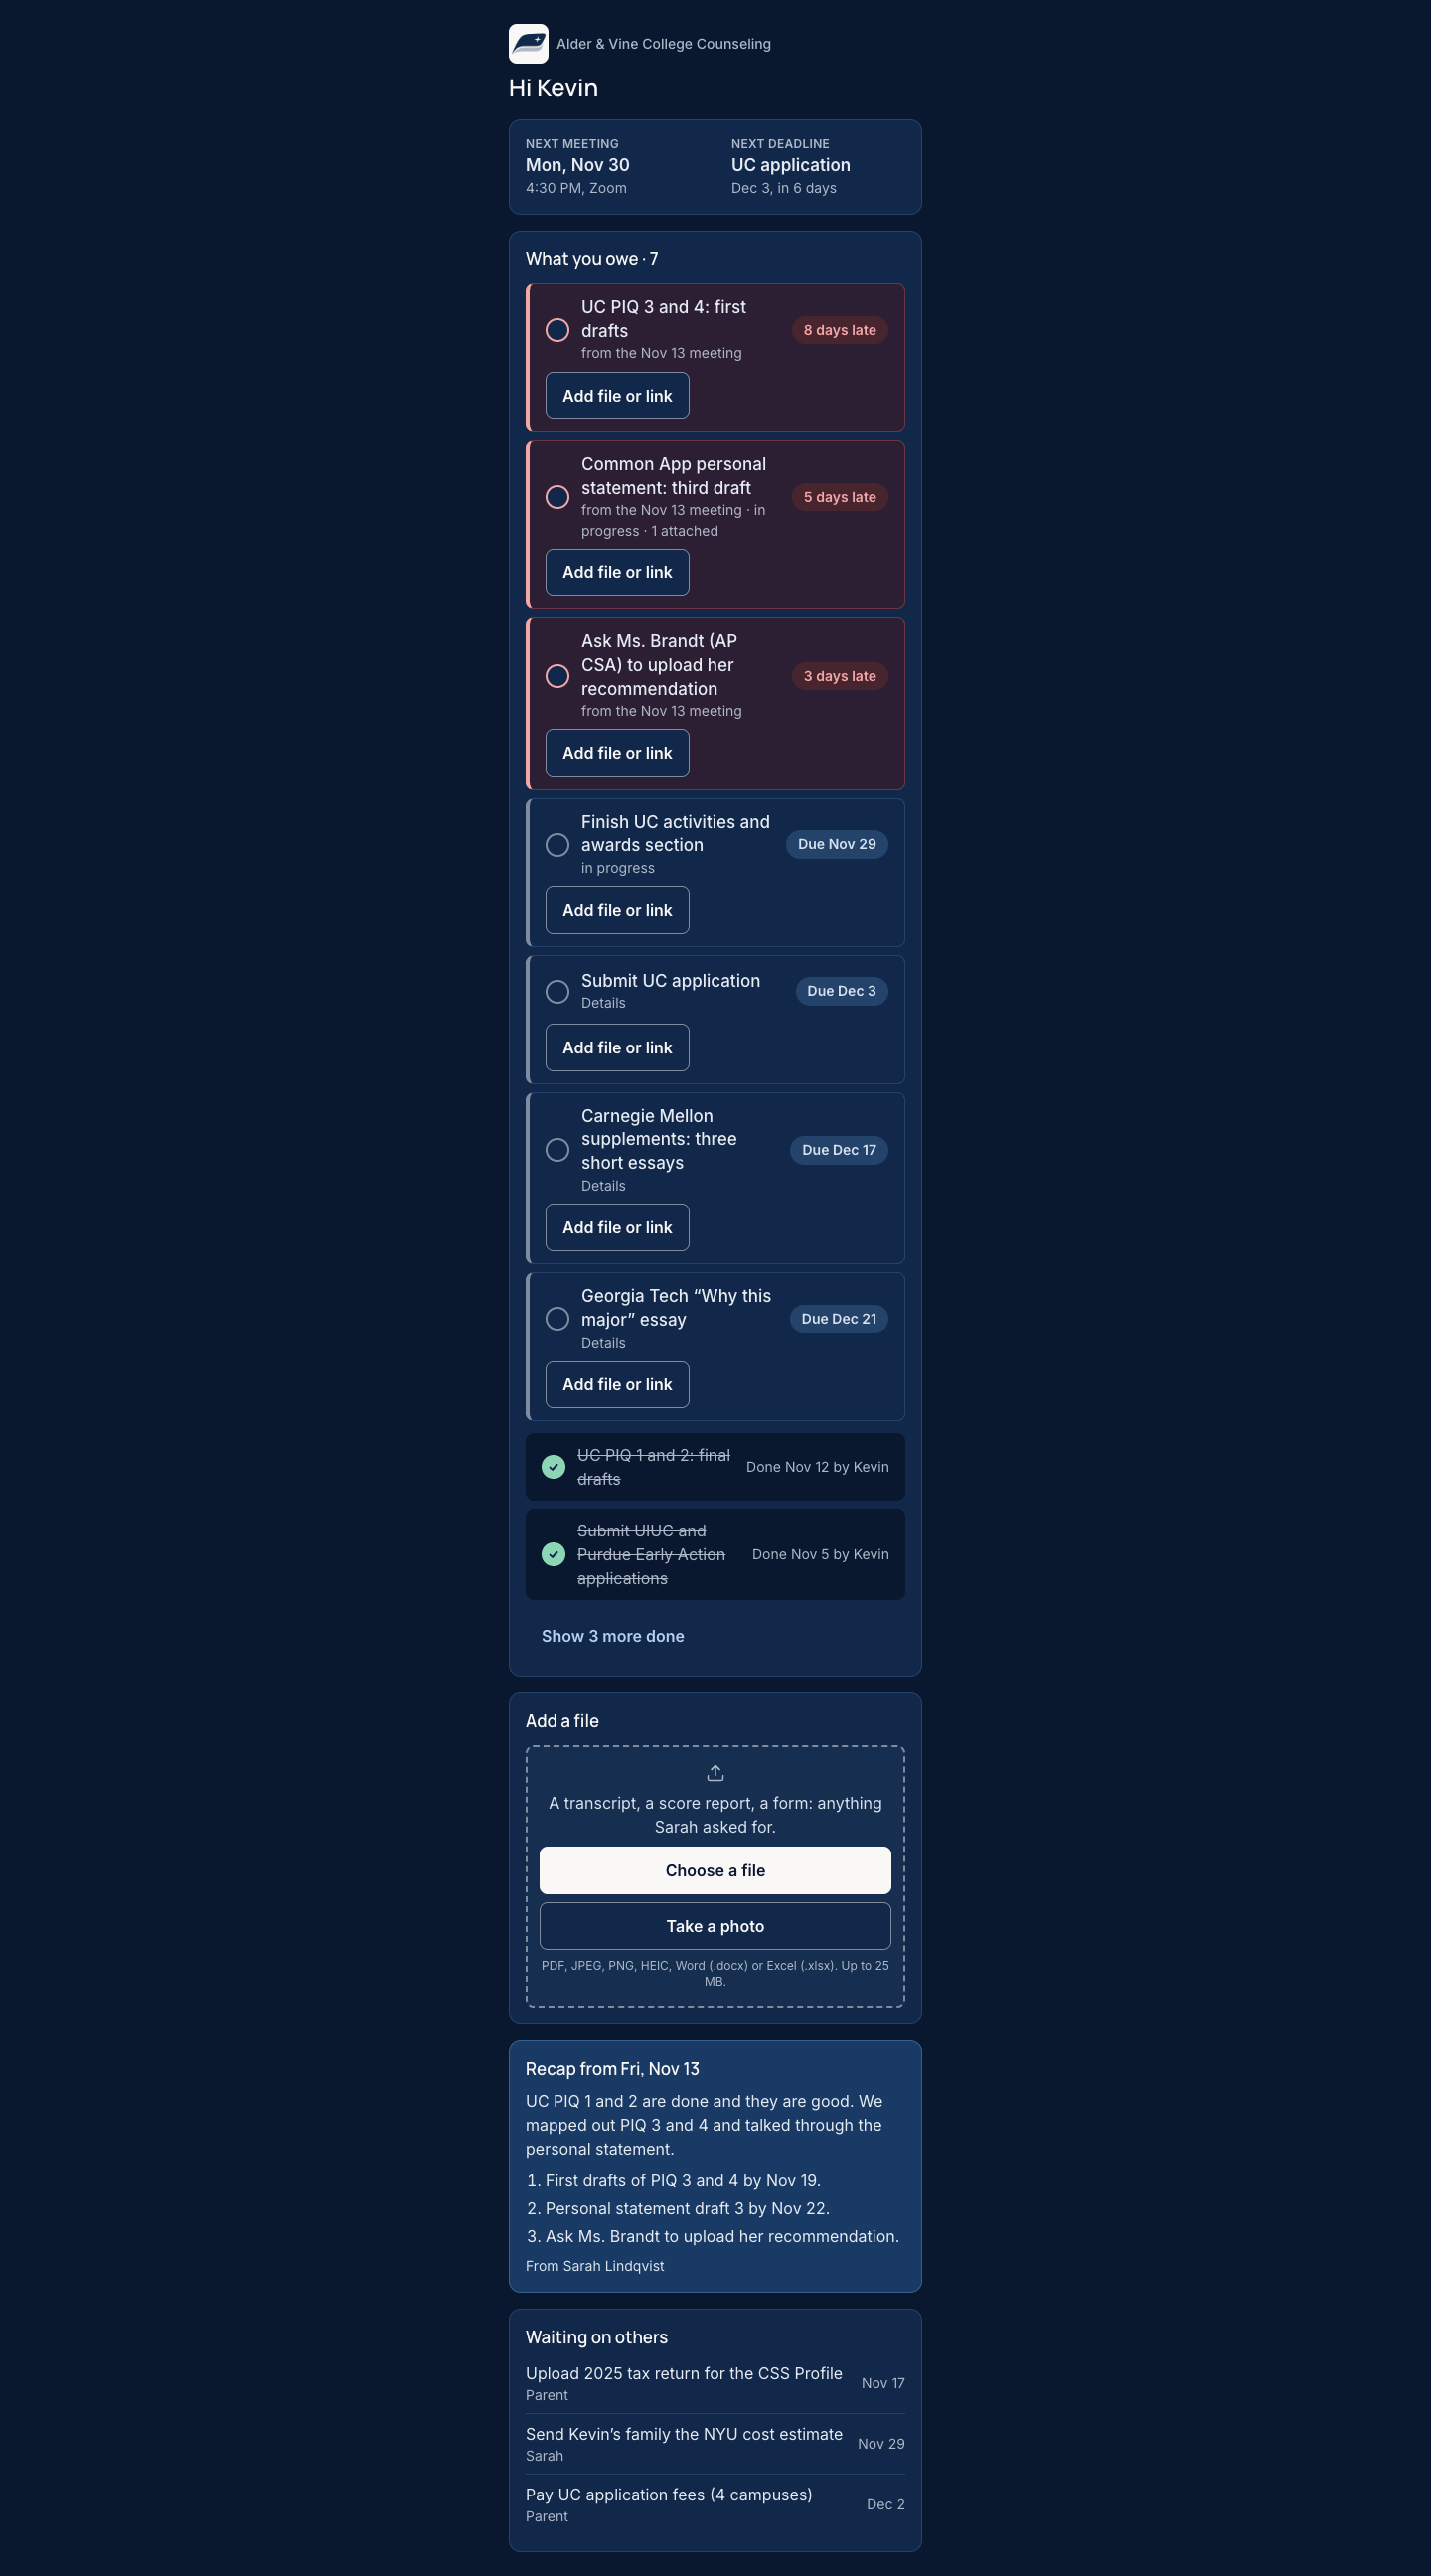 Alder & Vine College Counseling
Hi Kevin
NEXT MEETING
Mon, Nov 30
4:30 PM, Zoom
NEXT DEADLINE
UC application
Dec 3, in 6 days
What you owe · 7
UC PIQ 3 and 4: first
drafts
from the Nov 13 meeting
8 days late
Add file or link
Common App personal
statement: third draft
from the Nov 13 meeting · in
progress · 1 attached
5 days late
Add file or link
Ask Ms. Brandt (AP
CSA) to upload her
recommendation
from the Nov 13 meeting
3 days late
Add file or link
Finish UC activities and
awards section
in progress
Due Nov 29
Add file or link
Submit UC application
Details
Due Dec 3
Add file or link
Carnegie Mellon
supplements: three
short essays
Details
Due Dec 17
Add file or link
Georgia Tech “Why this
major” essay
Details
Due Dec 21
Add file or link
UC PIQ 1 and 2: final
drafts
Done Nov 12 by Kevin
Submit UIUC and
Purdue Early Action
applications
Done Nov 5 by Kevin
Show 3 more done
Add a file
A transcript, a score report, a form: anything
Sarah asked for.
Choose a file
Take a photo
PDF, JPEG, PNG, HEIC, Word (.docx) or Excel (.xlsx). Up to 25
MB.
Recap from Fri, Nov 13
UC PIQ 1 and 2 are done and they are good. We
mapped out PIQ 3 and 4 and talked through the
personal statement.
1. First drafts of PIQ 3 and 4 by Nov 19.
2. Personal statement draft 3 by Nov 22.
3. Ask Ms. Brandt to upload her recommendation.
From Sarah Lindqvist
Waiting on others
Upload 2025 tax return for the CSS Profile
Parent
Nov 17
Send Kevin’s family the NYU cost estimate
Sarah
Nov 29
Pay UC application fees (4 campuses)
Parent
Dec 2